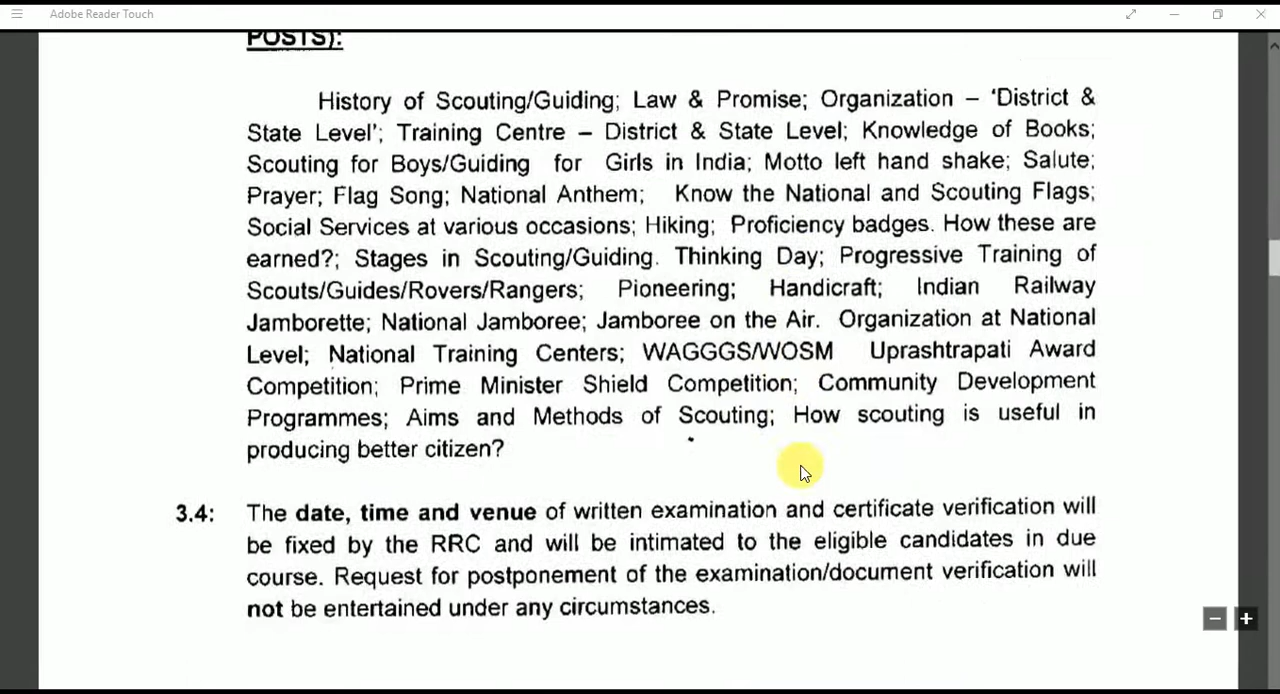 Adobe Reader Touch
POSTS):
History of Scouting/Guiding; Law & Promise; Organization – ‘District &
State Level’; Training Centre – District & State Level; Knowledge of Books;
Scouting for Boys/Guiding for Girls in India; Motto left hand shake; Salute;
Prayer; Flag Song; National Anthem; Know the National and Scouting Flags;
Social Services at various occasions; Hiking; Proficiency badges. How these are
earned?; Stages in Scouting/Guiding. Thinking Day; Progressive Training of
Scouts/Guides/Rovers/Rangers; Pioneering; Handicraft; Indian Railway
Jamborette; National Jamboree; Jamboree on the Air. Organization at National
Level; National Training Centers; WAGGGS/WOSM Uprashtrapati Award
Competition; Prime Minister Shield Competition; Community Development
Programmes; Aims and Methods of Scouting; How scouting is useful in
producing better citizen?
3.4: The date, time and venue of written examination and certificate verification will
be fixed by the RRC and will be intimated to the eligible candidates in due
course. Request for postponement of the examination/document verification will
not be entertained under any circumstances.